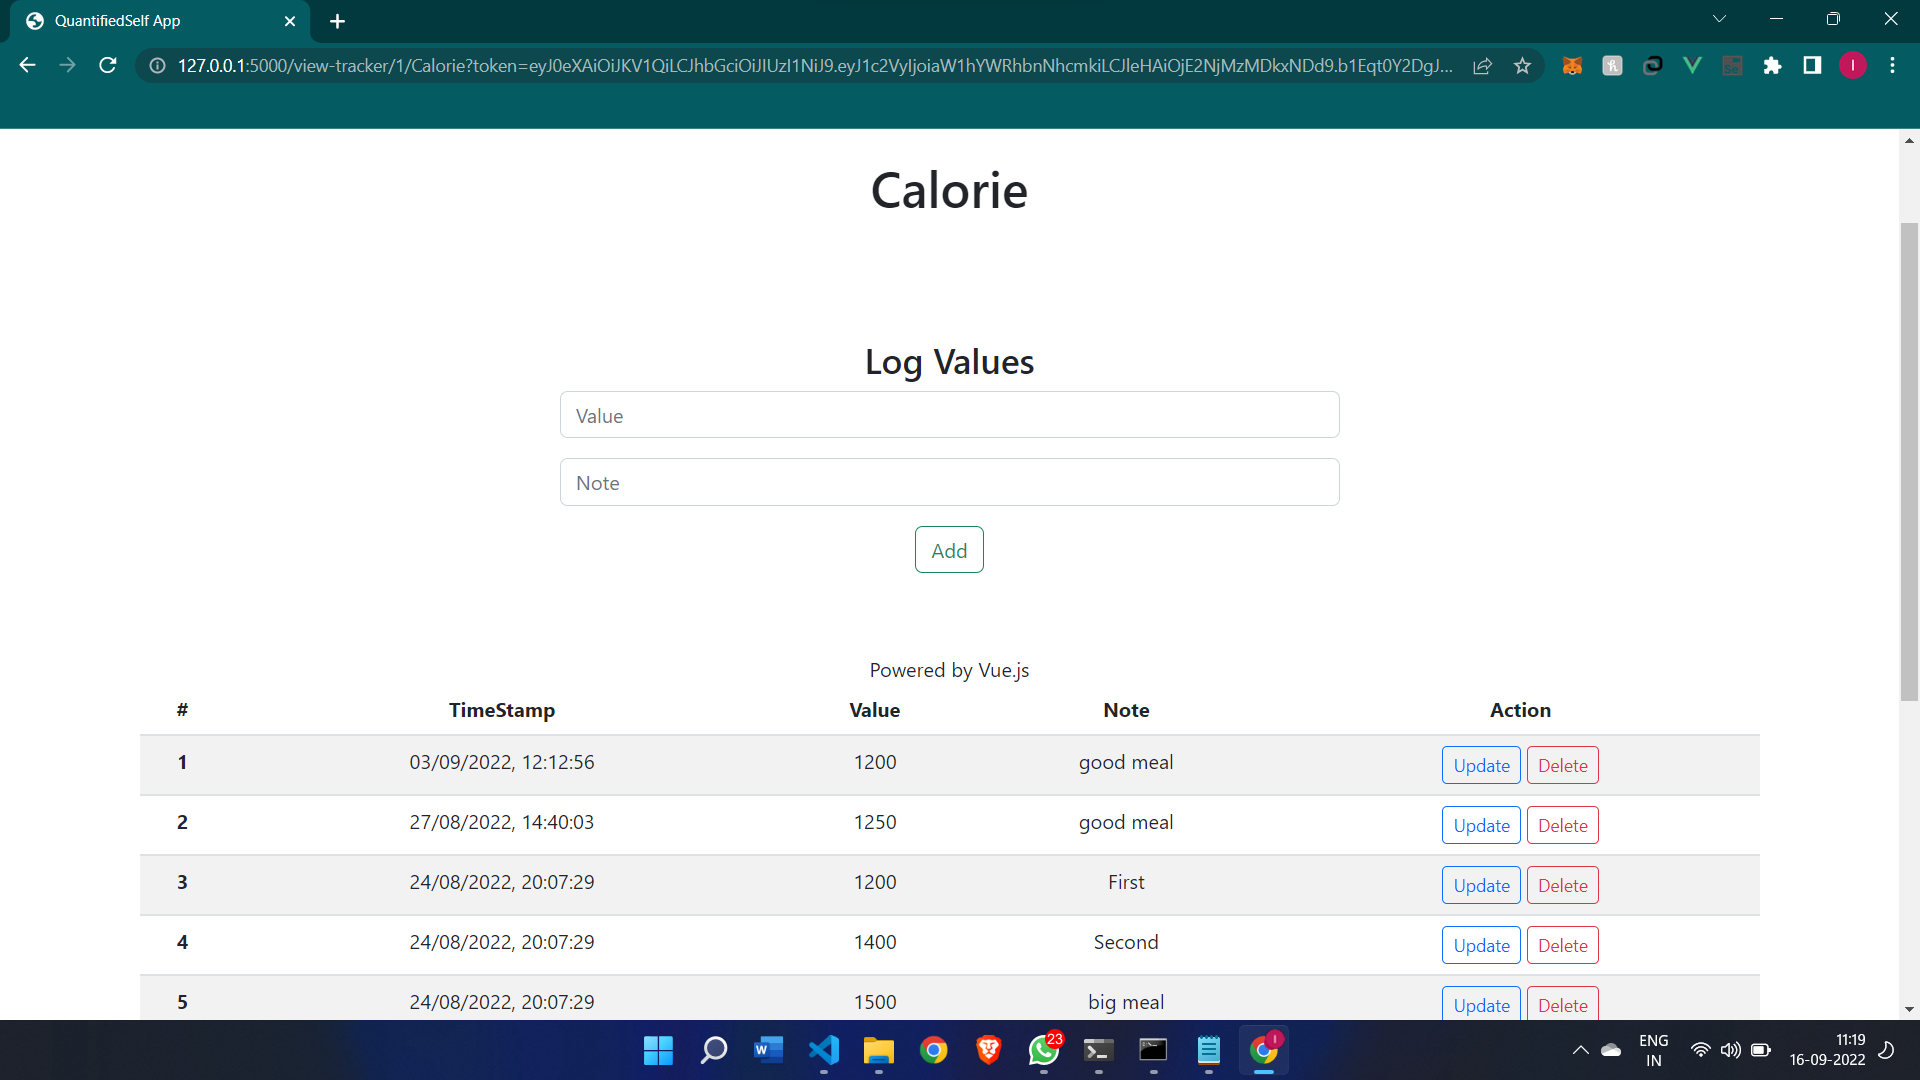 QuantifiedSelf App
127.0.0.1:5000/view-tracker/1/Calorie?token=eyJ0eXAiOiJKV1QiLCJhbGciOiJIUzI1NiJ9.eyJ1c2VyIjoiaW1hYWRhbnNhcmkiLCJleHAiOjE2NjMzMDkxNDd9.b1Eqt0Y2DgJ...
Calorie
Log Values
Value
Note
Add
Powered by Vue.js
# TimeStamp Value Note Action
1 03/09/2022, 12:12:56 1200 good meal Update Delete
2 27/08/2022, 14:40:03 1250 good meal Update Delete
3 24/08/2022, 20:07:29 1200 First Update Delete
4 24/08/2022, 20:07:29 1400 Second Update Delete
5 24/08/2022, 20:07:29 1500 big meal Update Delete
23
ENG 11:19
IN 16-09-2022